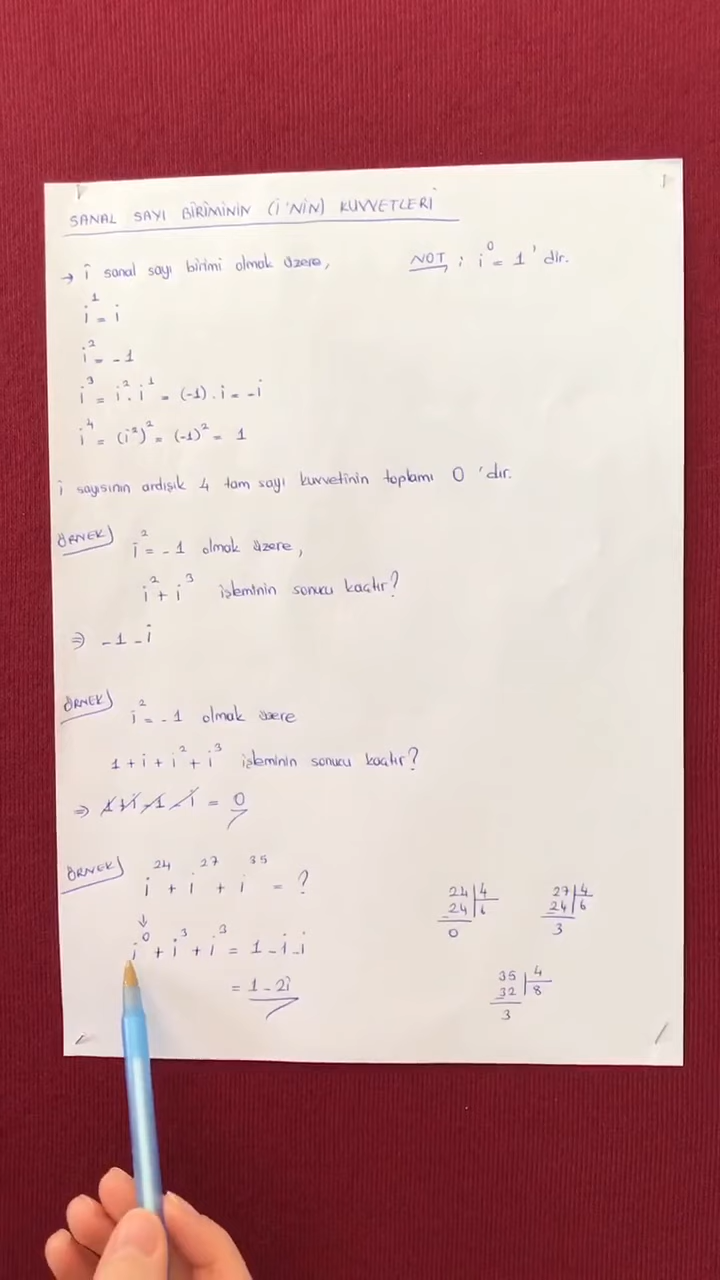 SANAL SAYI BİRİMİNİN (İ'NİN) KUVVETLERİ
→ i sanal sayı birimi olmak üzere,
NOT : i⁰ = 1'dir.
i¹ = i
i² = -1
i³ = i².i¹ = (-1).i = -i
i⁴ = (i²)² = (-1)² = 1
i sayısının ardışık 4 tam sayı kuvvetinin toplamı 0'dır.
ÖRNEK) i² = -1 olmak üzere,
i² + i³ işleminin sonucu kaçtır?
⇒ -1 - i
ÖRNEK) i² = -1 olmak üzere
1 + i + i² + i³ işleminin sonucu kaçtır?
⇒ 1 + i - 1 - i = 0
ÖRNEK) i²⁴ + i²⁷ + i³⁵ = ?
↓
i⁰ + i³ + i³ = 1 - i - i
= 1 - 2i
24 | 4
24 | 6
0
27 | 4
24 | 6
3
35 | 4
32 | 8
3